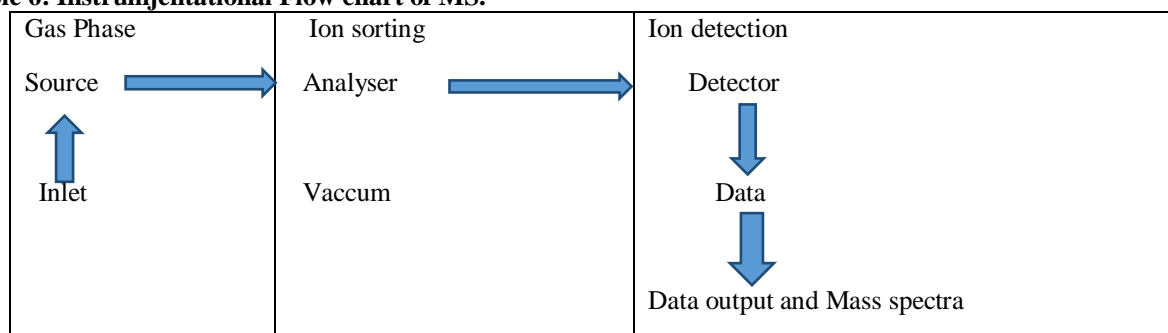 Gas Phase
Ion sorting
Ion detection
Source
Analyser
Detector
Inlet
Vaccum
Data
Data output and Mass spectra